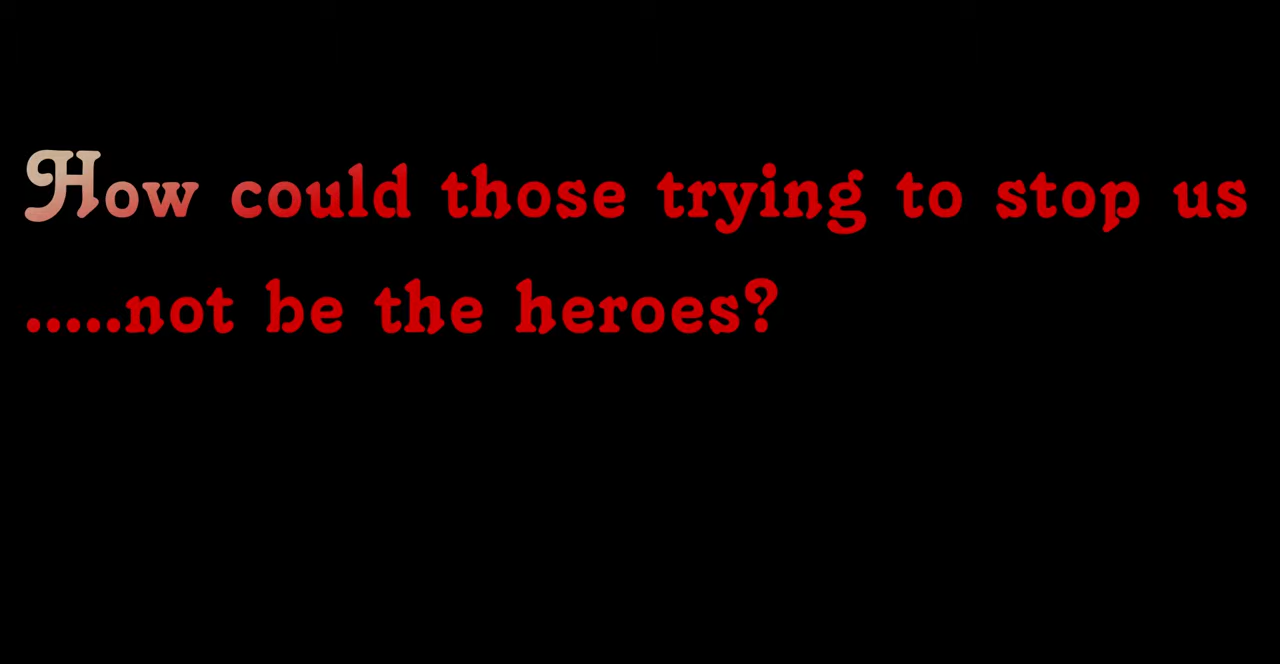 How could those trying to stop us
.....not be the heroes?